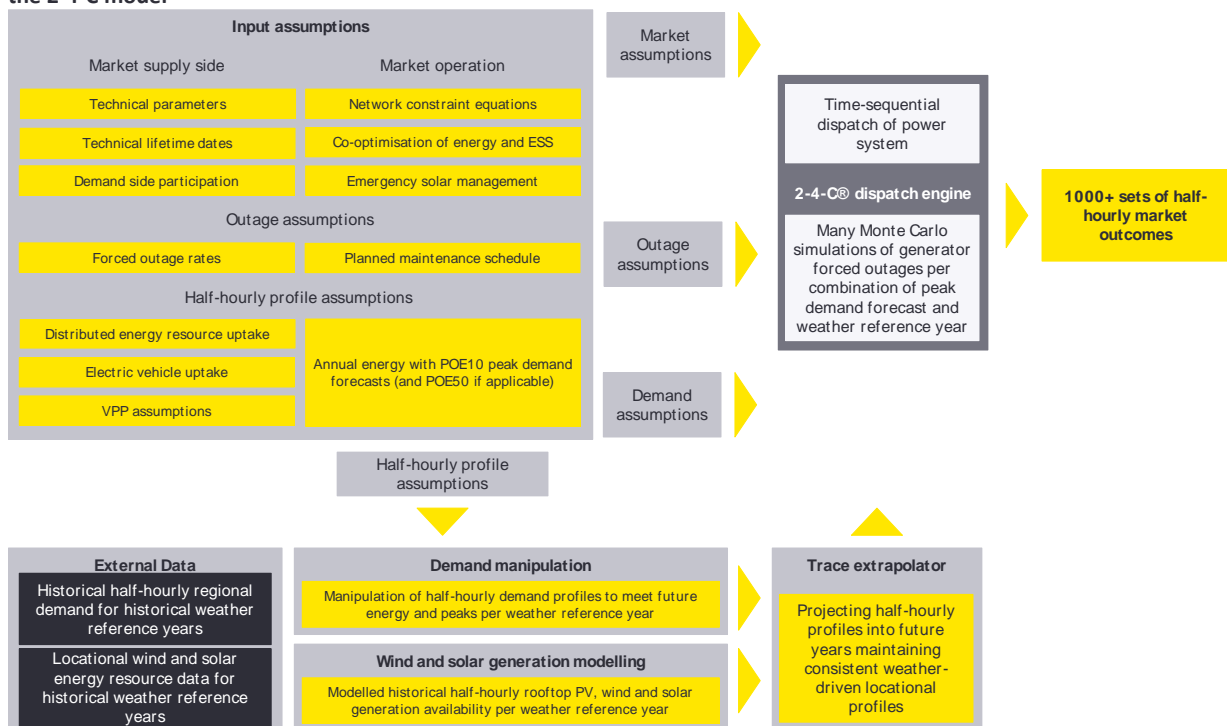 the 2-4-C model
Input assumptions
Market supply side
Market operation
Technical parameters
Network constraint equations
Technical lifetime dates
Co-optimisation of energy and ESS
Demand side participation
Emergency solar management
Outage assumptions
Forced outage rates
Planned maintenance schedule
Half-hourly profile assumptions
Distributed energy resource uptake
Electric vehicle uptake
VPP assumptions
Annual energy with POE10 peak demand
forecasts (and POE50 if applicable)
Market
assumptions
Outage
assumptions
Demand
assumptions
Time-sequential
dispatch of power
system
2-4-C® dispatch engine
Many Monte Carlo
simulations of generator
forced outages per
combination of peak
demand forecast and
weather reference year
1000+ sets of half-
hourly market
outcomes
Half-hourly profile
assumptions
External Data
Historical half-hourly regional
demand for historical weather
reference years
Locational wind and solar
energy resource data for
historical weather reference
years
Demand manipulation
Manipulation of half-hourly demand profiles to meet future
energy and peaks per weather reference year
Wind and solar generation modelling
Modelled historical half-hourly rooftop PV, wind and solar
generation availability per weather reference year
Trace extrapolator
Projecting half-hourly
profiles into future
years maintaining
consistent weather-
driven locational
profiles